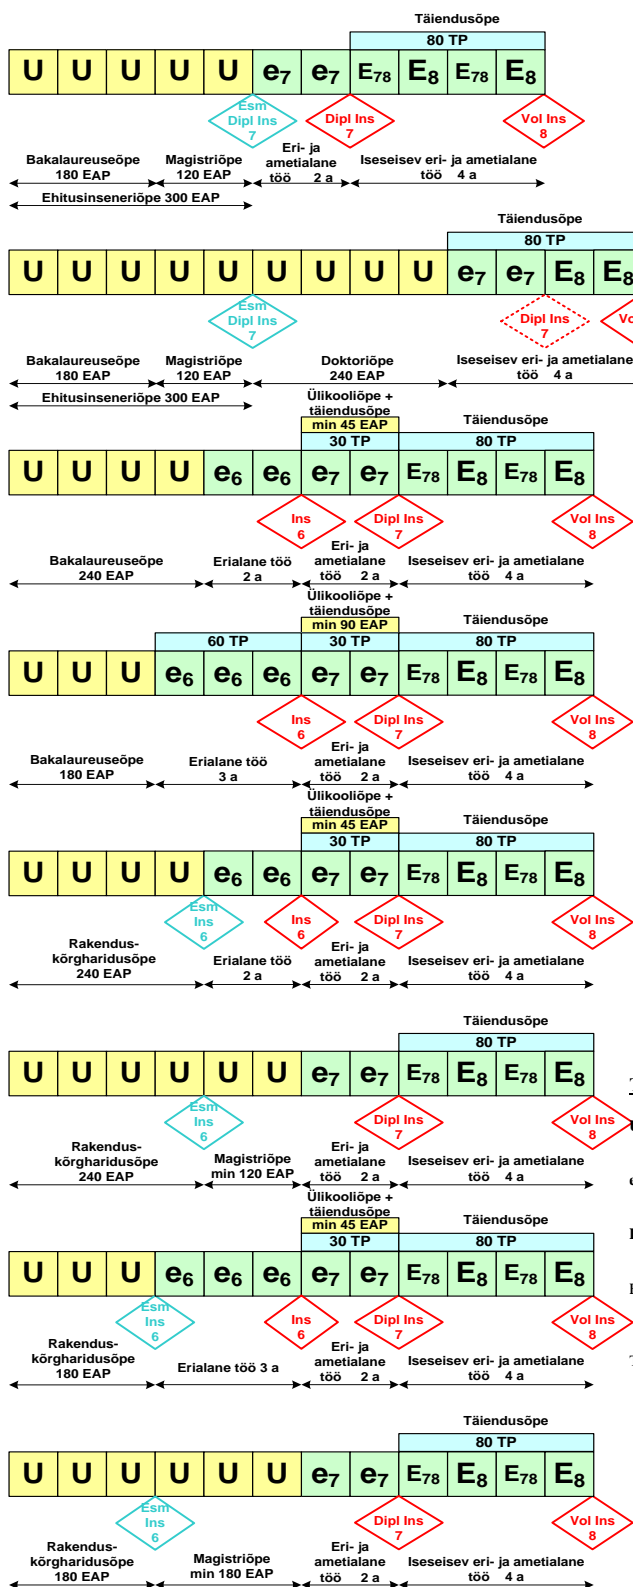 Täiendusõpe
80 TP
U U U U U e7 e7 E78 E8 E78 E8
Esm
Dipl Ins
7
Dipl Ins
7
Vol Ins
8
Bakalaureuseõpe
180 EAP
Magistriõpe
120 EAP
Eri- ja
ametialane
töö 2 a
Iseseisev eri- ja ametialane
töö 4 a
Ehitusinseneriõpe 300 EAP
Täiendusõpe
80 TP
U U U U U U U U U e7 e7 E8 E8
Esm
Dipl Ins
7
Dipl Ins
7
Bakalaureuseõpe
180 EAP
Magistriõpe
120 EAP
Doktoriõpe
240 EAP
Iseseisev eri- ja ametialane
töö 4 a
Ehitusinseneriõpe 300 EAP
Ülikooliõpe +
täiendusõpe
min 45 EAP
30 TP
Täiendusõpe
80 TP
U U U U e6 e6 e7 e7 E78 E8 E78 E8
Ins
6
Dipl Ins
7
Vol Ins
8
Bakalaureuseõpe
240 EAP
Erialane töö
2 a
Eri- ja
ametialane
töö 2 a
Iseseisev eri- ja ametialane
töö 4 a
Ülikooliõpe +
täiendusõpe
min 90 EAP
60 TP
30 TP
Täiendusõpe
80 TP
U U U e6 e6 e6 e7 e7 E78 E8 E78 E8
Ins
6
Dipl Ins
7
Vol Ins
8
Bakalaureuseõpe
180 EAP
Erialane töö
3 a
Eri- ja
ametialane
töö 2 a
Iseseisev eri- ja ametialane
töö 4 a
Ülikooliõpe +
täiendusõpe
min 45 EAP
30 TP
Täiendusõpe
80 TP
U U U U e6 e6 e7 e7 E78 E8 E78 E8
Esm
Ins
6
Ins
6
Dipl Ins
7
Vol Ins
8
Rakendus-
kõrgharidusõpe
240 EAP
Erialane töö
2 a
Eri- ja
ametialane
töö 2 a
Iseseisev eri- ja ametialane
töö 4 a
Täiendusõpe
80 TP
U U U U U U e7 e7 E78 E8 E78 E8
Esm
Ins
6
Dipl Ins
7
Vol Ins
8
Rakendus-
kõrgharidusõpe
240 EAP
Magistriõpe
min 120 EAP
Eri- ja
ametialane
töö 2 a
Iseseisev eri- ja ametialane
töö 4 a
Ülikooliõpe +
täiendusõpe
min 45 EAP
30 TP
Täiendusõpe
80 TP
U U U e6 e6 e6 e7 e7 E78 E8 E78 E8
Esm
Ins
6
Ins
6
Dipl Ins
7
Vol Ins
8
Rakendus-
kõrgharidusõpe
180 EAP
Erialane töö 3 a
Eri- ja
ametialane
töö 2 a
Iseseisev eri- ja ametialane
töö 4 a
Täiendusõpe
80 TP
U U U U U U e7 e7 E78 E8 E78 E8
Esm
Ins
6
Dipl Ins
7
Vol Ins
8
Rakendus-
kõrgharidusõpe
180 EAP
Magistriõpe
min 180 EAP
Eri- ja
ametialane
töö 2 a
Iseseisev eri- ja ametialane
töö 4 a